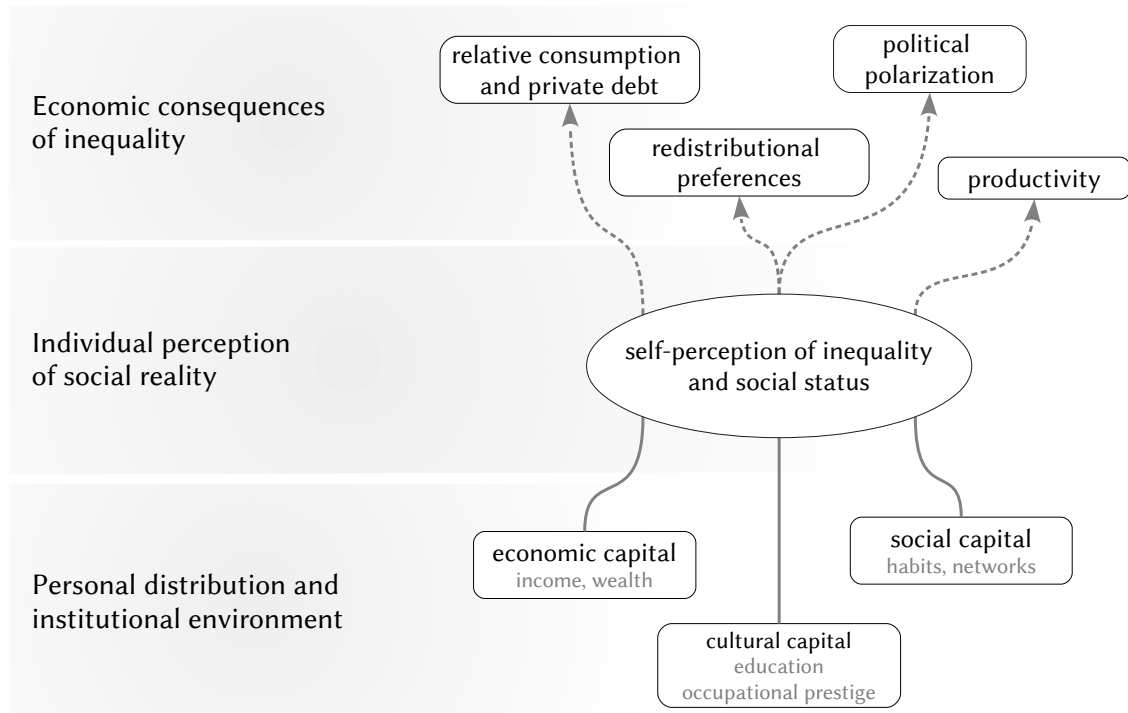 Economic consequences
of inequality
relative consumption
and private debt
political
polarization
redistributional
preferences
productivity
Individual perception
of social reality
self-perception of inequality
and social status
Personal distribution and
institutional environment
economic capital
income, wealth
social capital
habits, networks
cultural capital
education
occupational prestige